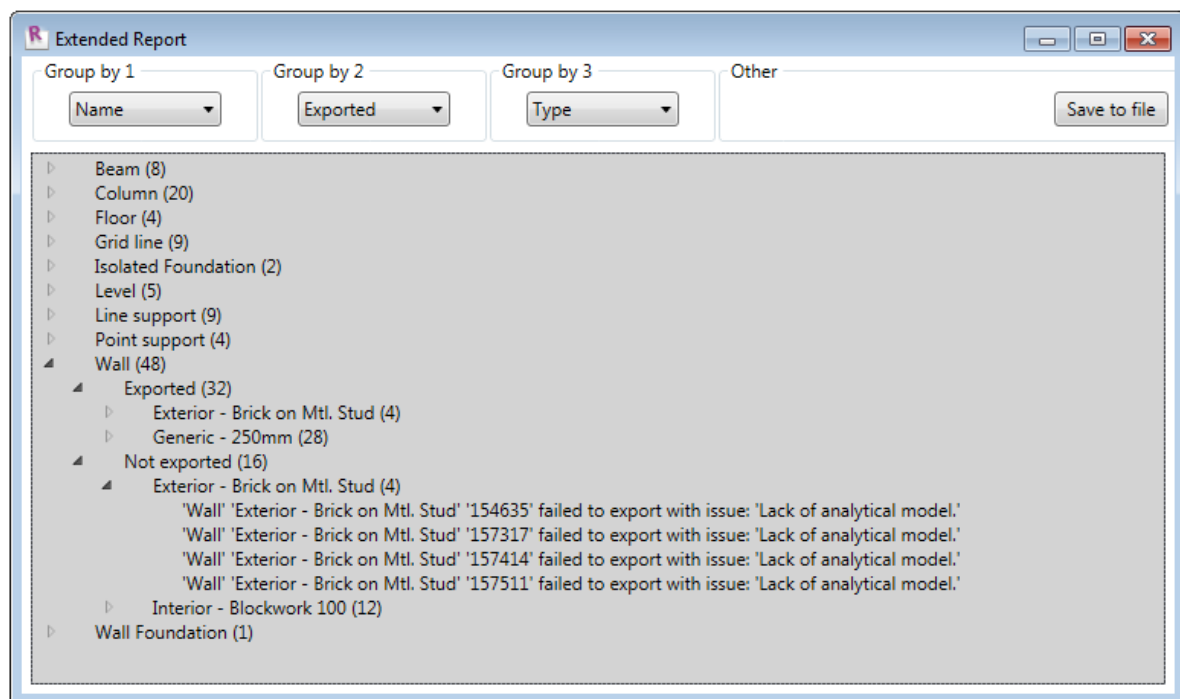 R Extended Report
Group by 1 Group by 2 Group by 3 Other
Name Exported Type Save to file
Beam (8)
Column (20)
Floor (4)
Grid line (9)
Isolated Foundation (2)
Level (5)
Line support (9)
Point support (4)
Wall (48)
Exported (32)
Exterior - Brick on Mtl. Stud (4)
Generic - 250mm (28)
Not exported (16)
Exterior - Brick on Mtl. Stud (4)
'Wall' 'Exterior - Brick on Mtl. Stud' '154635' failed to export with issue: 'Lack of analytical model.'
'Wall' 'Exterior - Brick on Mtl. Stud' '157317' failed to export with issue: 'Lack of analytical model.'
'Wall' 'Exterior - Brick on Mtl. Stud' '157414' failed to export with issue: 'Lack of analytical model.'
'Wall' 'Exterior - Brick on Mtl. Stud' '157511' failed to export with issue: 'Lack of analytical model.'
Interior - Blockwork 100 (12)
Wall Foundation (1)